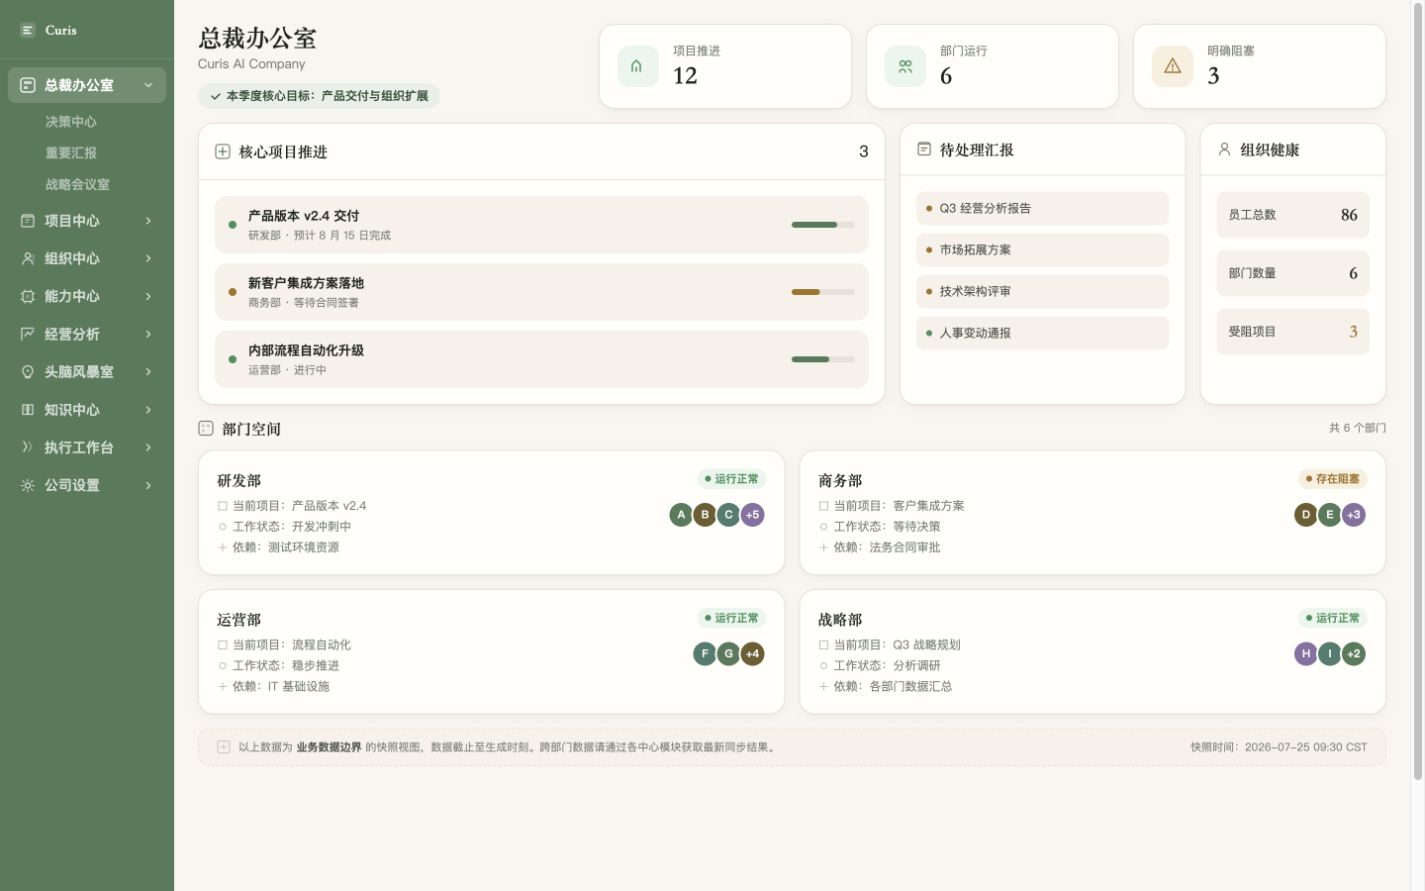 Curis
总裁办公室
决策中心
重要汇报
战略会议室
项目中心
组织中心
能力中心
经营分析
头脑风暴室
知识中心
执行工作台
公司设置
总裁办公室
Curis AI Company
本季度核心目标：产品交付与组织扩展
项目推进
12
部门运行
6
明确阻塞
3
核心项目推进
3
产品版本 v2.4 交付
研发部 · 预计 8 月 15 日完成
新客户集成方案落地
商务部 · 等待合同签署
内部流程自动化升级
运营部 · 进行中
待处理汇报
Q3 经营分析报告
市场拓展方案
技术架构评审
人事变动通报
组织健康
员工总数 86
部门数量 6
受阻项目 3
部门空间
共 6 个部门
研发部
运行正常
当前项目：产品版本 v2.4
工作状态：开发冲刺中
依赖：测试环境资源
A B C +5
商务部
存在阻塞
当前项目：客户集成方案
工作状态：等待决策
依赖：法务合同审批
D E +3
运营部
运行正常
当前项目：流程自动化
工作状态：稳步推进
依赖：IT 基础设施
F G +4
战略部
运行正常
当前项目：Q3 战略规划
工作状态：分析调研
依赖：各部门数据汇总
H I +2
以上数据为 业务数据边界 的快照视图，数据截止至生成时刻。跨部门数据请通过各中心模块获取最新同步结果。
快照时间：2026-07-25 09:30 CST